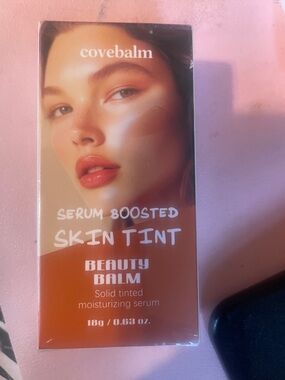 covebalm
SERUM BOOSTED
SKIN TINT
BEAUTY
BALM
Solid tinted
moisturizing serum
18g / 0.63 oz.